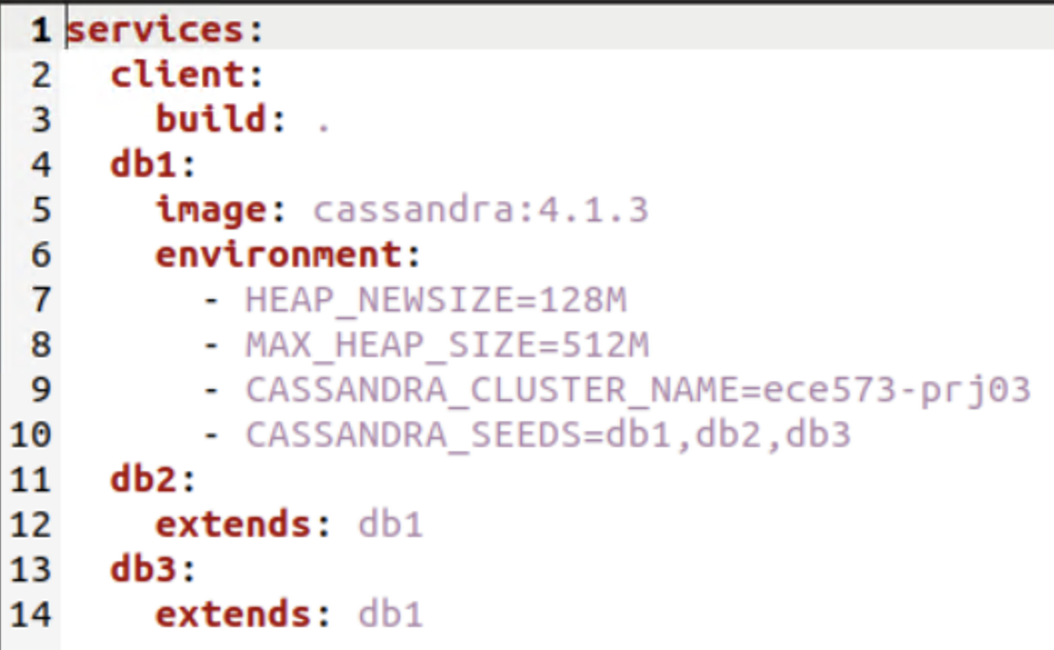 1 services:
2   client:
3     build: .
4   db1:
5     image: cassandra:4.1.3
6     environment:
7       - HEAP_NEWSIZE=128M
8       - MAX_HEAP_SIZE=512M
9       - CASSANDRA_CLUSTER_NAME=ece573-prj03
10       - CASSANDRA_SEEDS=db1,db2,db3
11   db2:
12     extends: db1
13   db3:
14     extends: db1